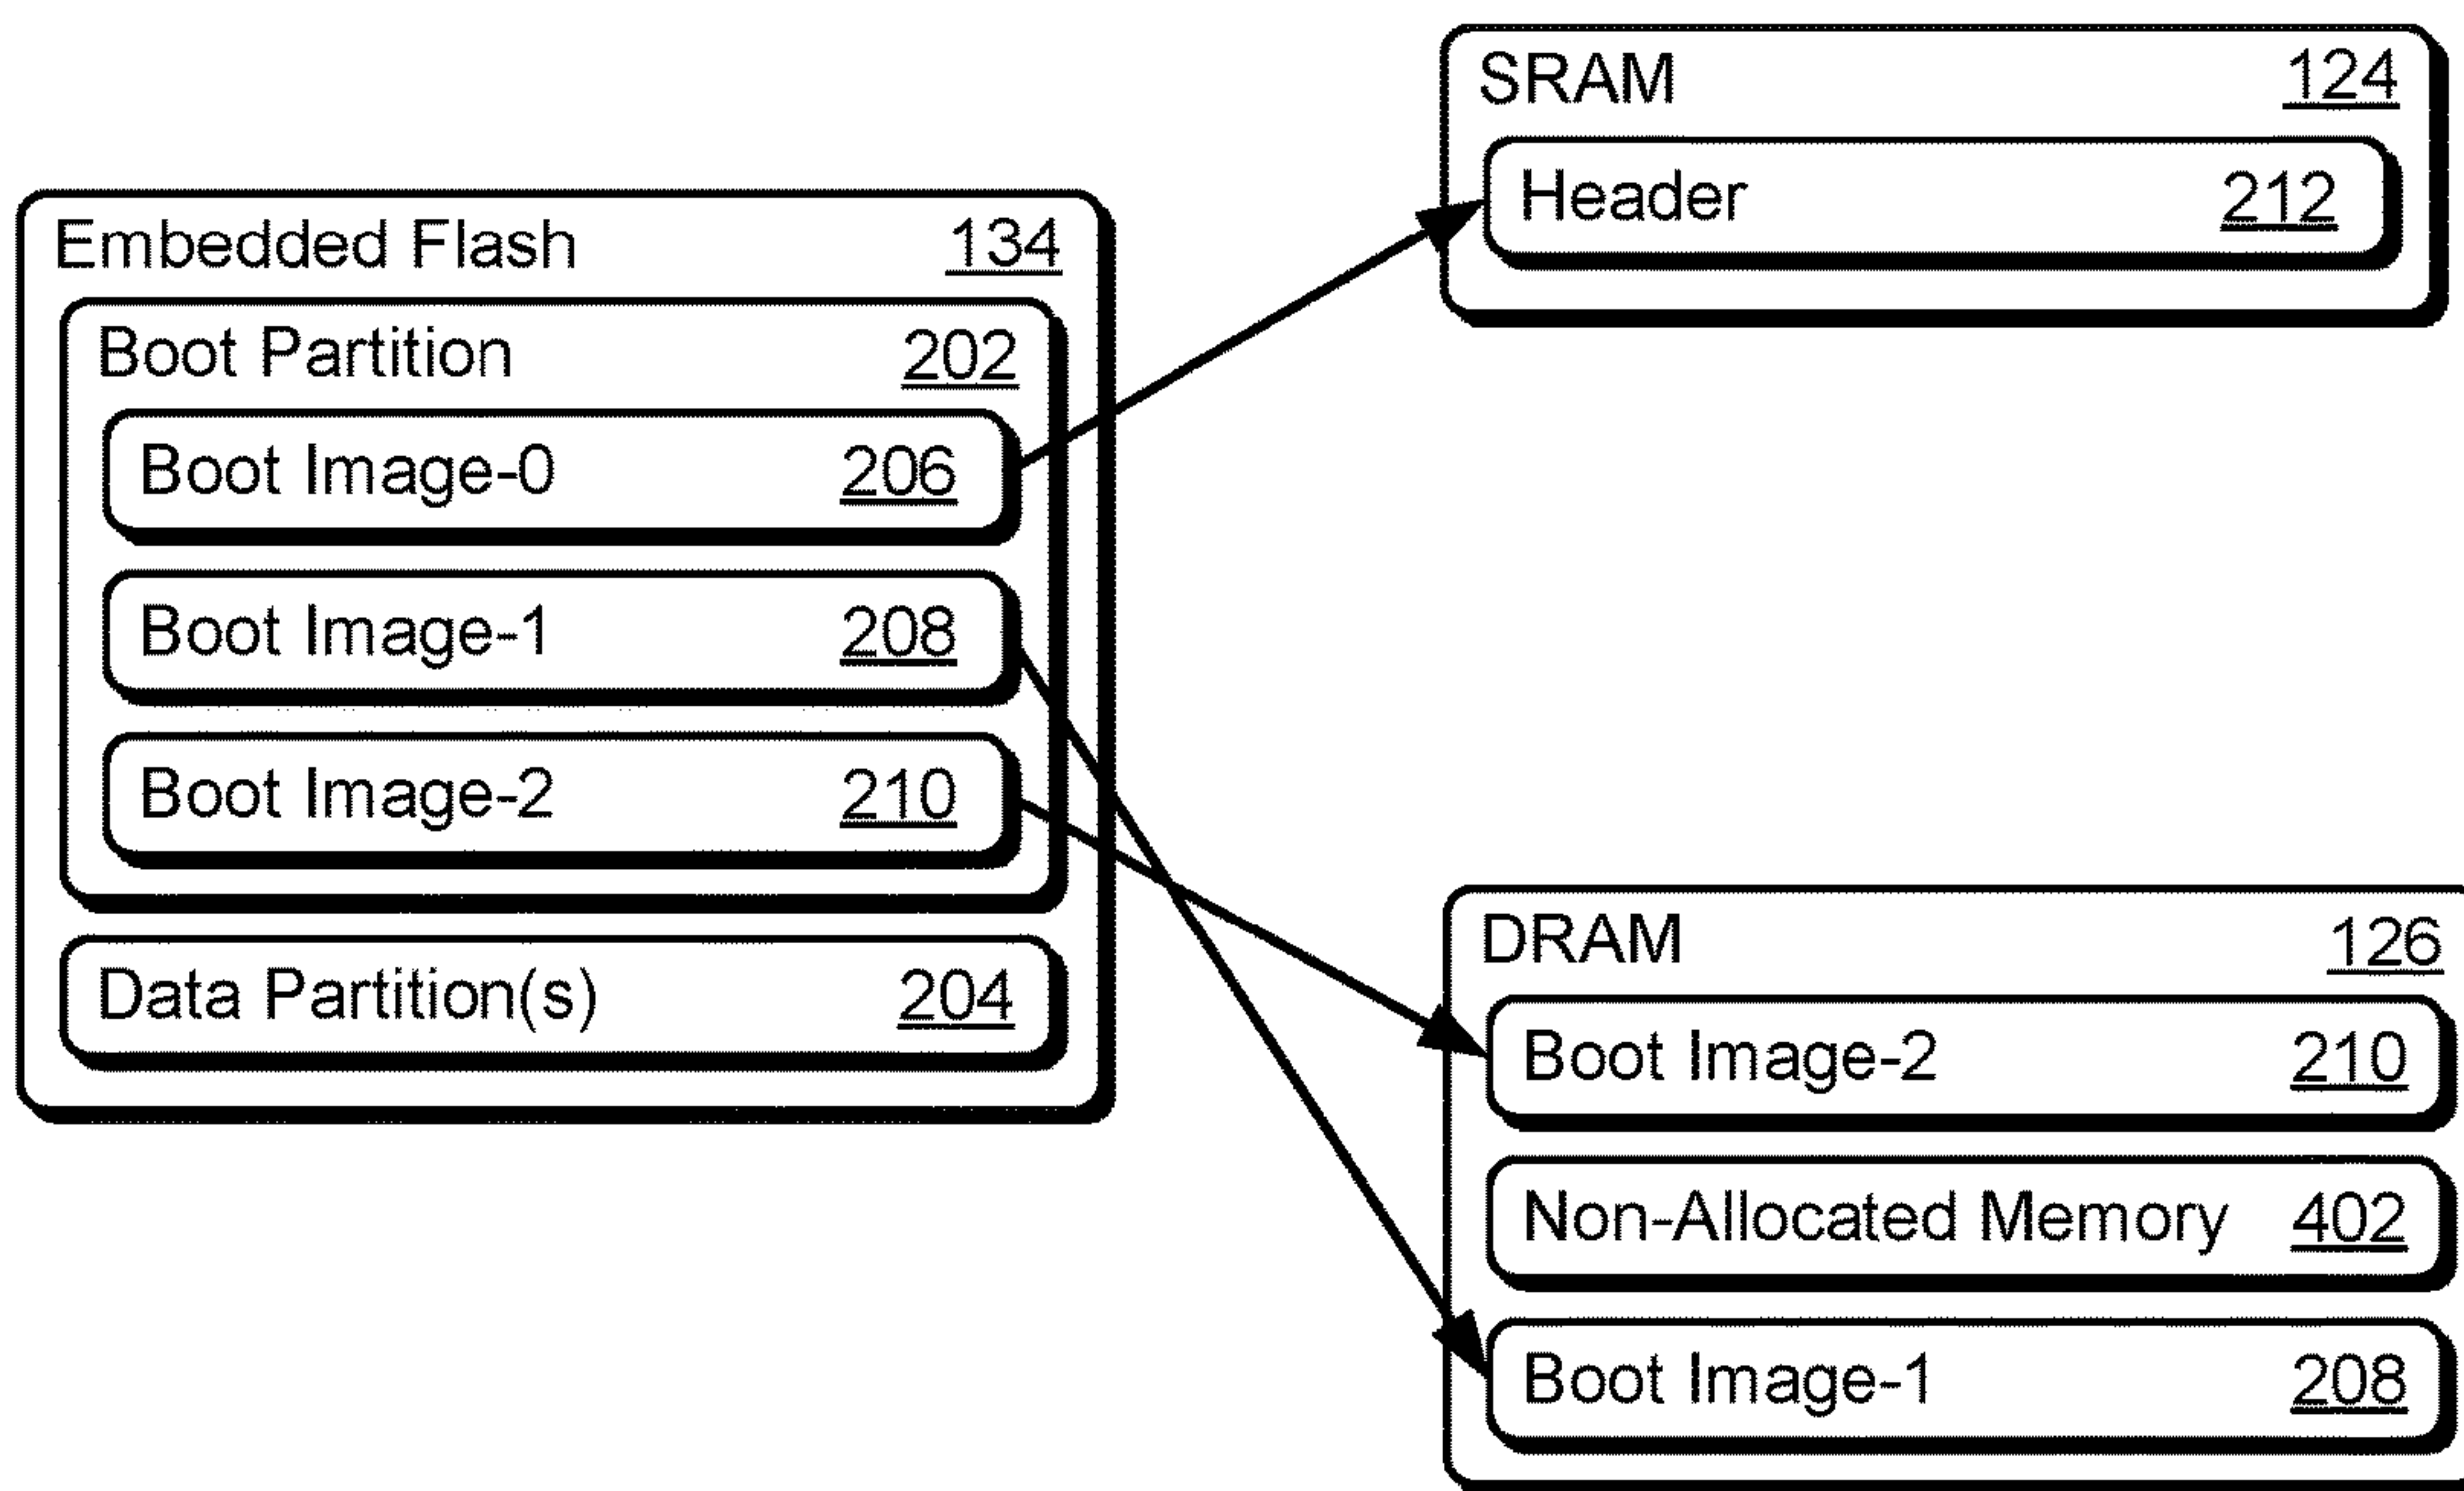 Embedded Flash 134
Boot Partition 202
Boot Image-0 206
Boot Image-1 208
Boot Image-2 210
Data Partition(s) 204
SRAM 124
Header 212
DRAM 126
Boot Image-2 210
Non-Allocated Memory 402
Boot Image-1 208